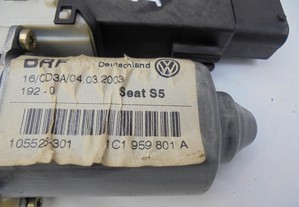 Deutschland
16/CD3A/04.03.2003
192-0 Seat S5
105526-301 1C1 959 801 A